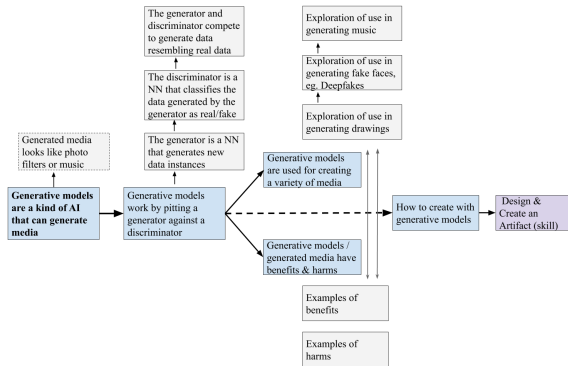 The generator and
discriminator compete
to generate data
resembling real data
Exploration of use in
generating music
The discriminator is a
NN that classifies the
data generated by the
generator as real/fake
Exploration of use in
generating fake faces,
eg. Deepfakes
Generated media
looks like photo
filters or music
The generator is a NN
that generates new
data instances
Exploration of use in
generating drawings
Generative models
are a kind of AI
that can generate
media
Generative models
work by pitting a
generator against a
discriminator
Generative models
are used for creating
a variety of media
Generative models /
generated media have
benefits & harms
How to create with
generative models
Design &
Create an
Artifact (skill)
Examples of
benefits
Examples of
harms